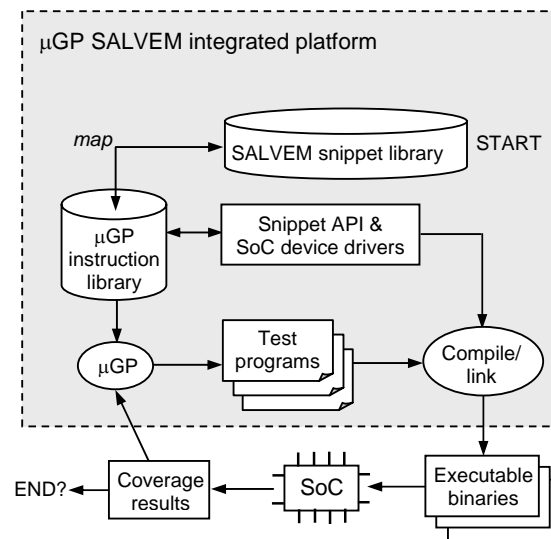 μGP SALVEM integrated platform
map
SALVEM snippet library
START
μGP
instruction
library
Snippet API &
SoC device drivers
μGP
Test
programs
Compile/
link
END?
Coverage
results
SoC
Executable
binaries